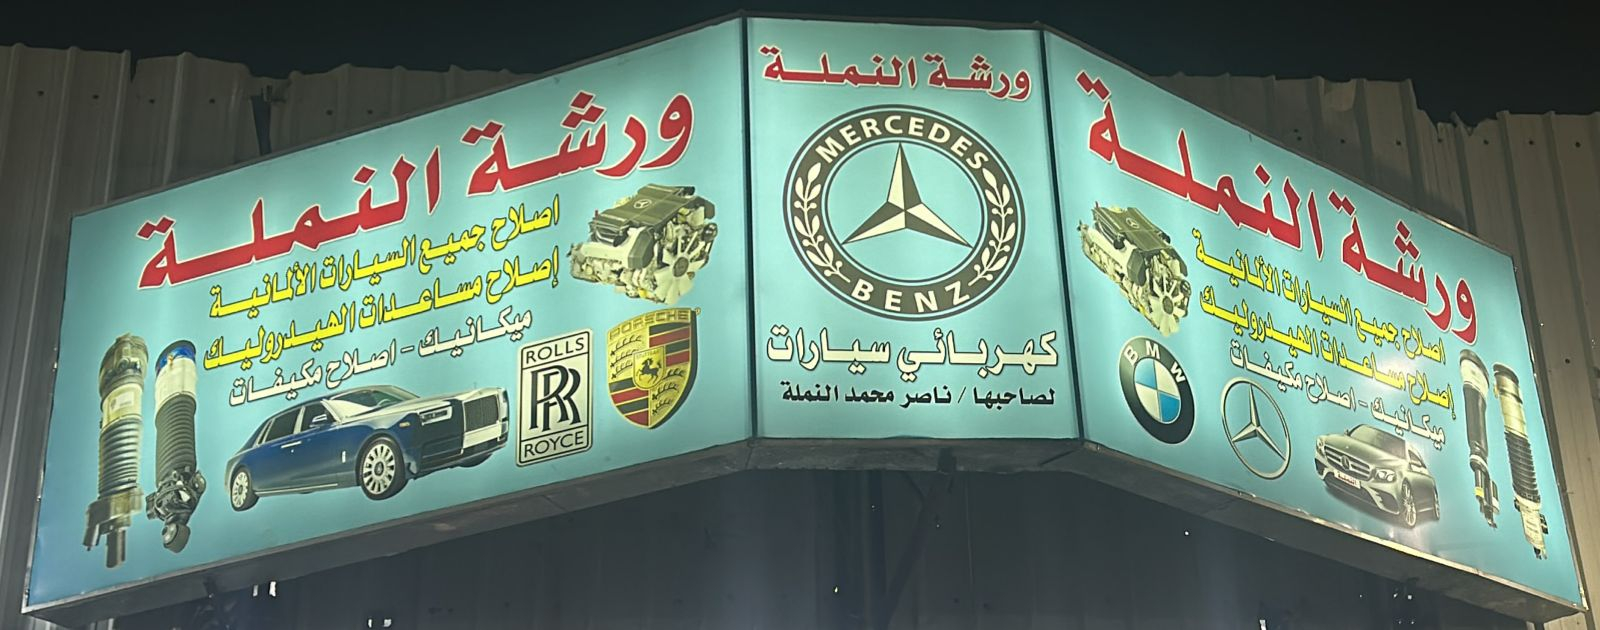 ورشة النملة
اصلاح جميع السيارات الألمانية
إصلاح مساعدات الهيدروليك
ميكانيك - اصلاح مكيفات
ROLLS
RR
ROYCE
PORSCHE
ورشة النملة
MERCEDES
BENZ
كهربائي سيارات
لصاحبها / ناصر محمد النملة
ورشة النملة
اصلاح جميع السيارات الألمانية
إصلاح مساعدات الهيدروليك
ميكانيك - اصلاح مكيفات
BMW